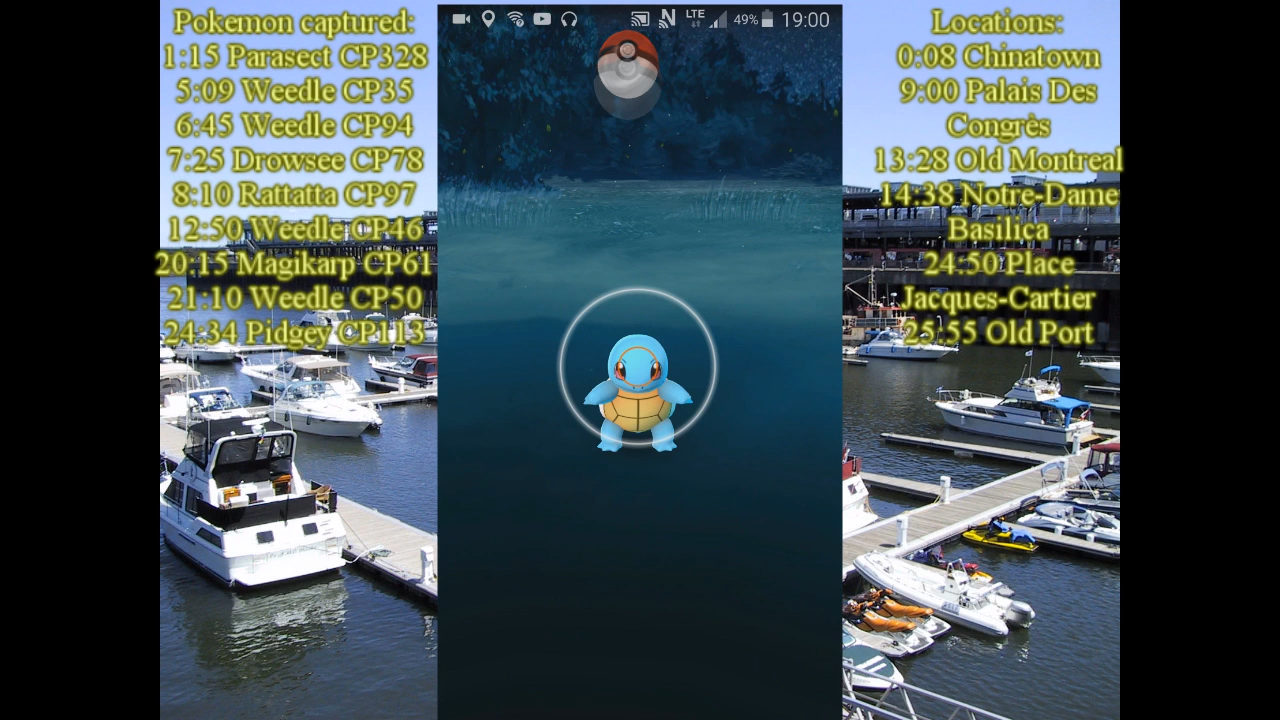 Pokemon captured:
1:15 Parasect CP328
5:09 Weedle CP35
6:45 Weedle CP94
7:25 Drowsee CP78
8:10 Rattatta CP97
12:50 Weedle CP46
20:15 Magikarp CP61
21:10 Weedle CP50
24:34 Pidgey CP113
LTE 49% 19:00
Locations:
0:08 Chinatown
9:00 Palais Des
Congrès
13:28 Old Montreal
14:38 Notre-Dame
Basilica
24:50 Place
Jacques-Cartier
25:55 Old Port